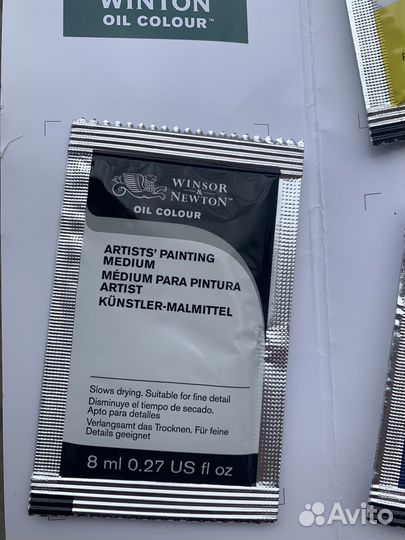 WINTON
OIL COLOUR™
WINSOR
&
NEWTON™
OIL COLOUR
ARTISTS' PAINTING
MEDIUM
MÉDIUM PARA PINTURA
ARTIST
KÜNSTLER-MALMITTEL
Slows drying. Suitable for fine detail
Disminuye el tiempo de secado.
Apto para detalles
Verlangsamt das Trocknen. Für feine
Details geeignet
8 ml 0.27 US fl oz
Avito